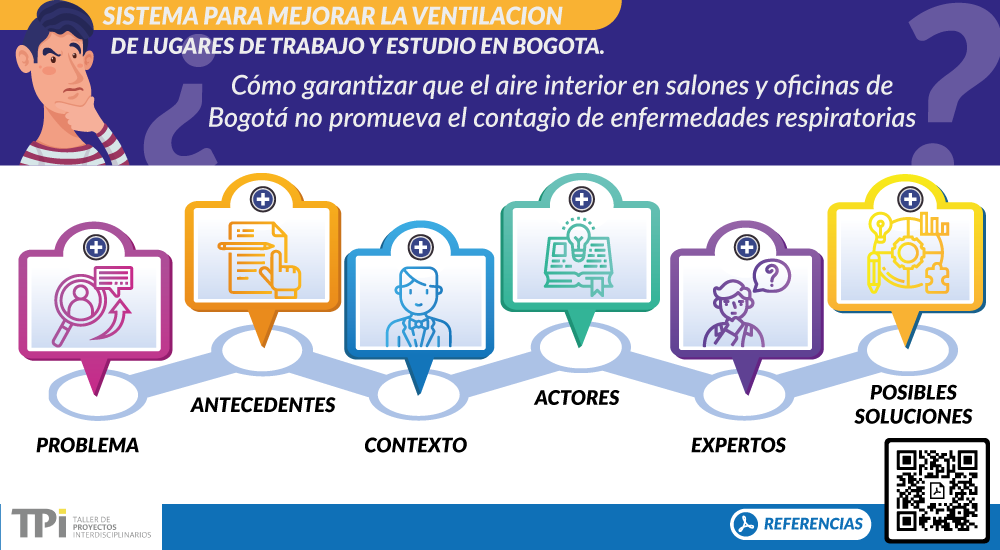 SISTEMA PARA MEJORAR LA VENTILACION
DE LUGARES DE TRABAJO Y ESTUDIO EN BOGOTA.
Cómo garantizar que el aire interior en salones y oficinas de
Bogotá no promueva el contagio de enfermedades respiratorias
PROBLEMA
ANTECEDENTES
CONTEXTO
ACTORES
EXPERTOS
POSIBLES
SOLUCIONES
TPi
TALLER DE
PROYECTOS
INTERDISCIPLINARIOS
REFERENCIAS